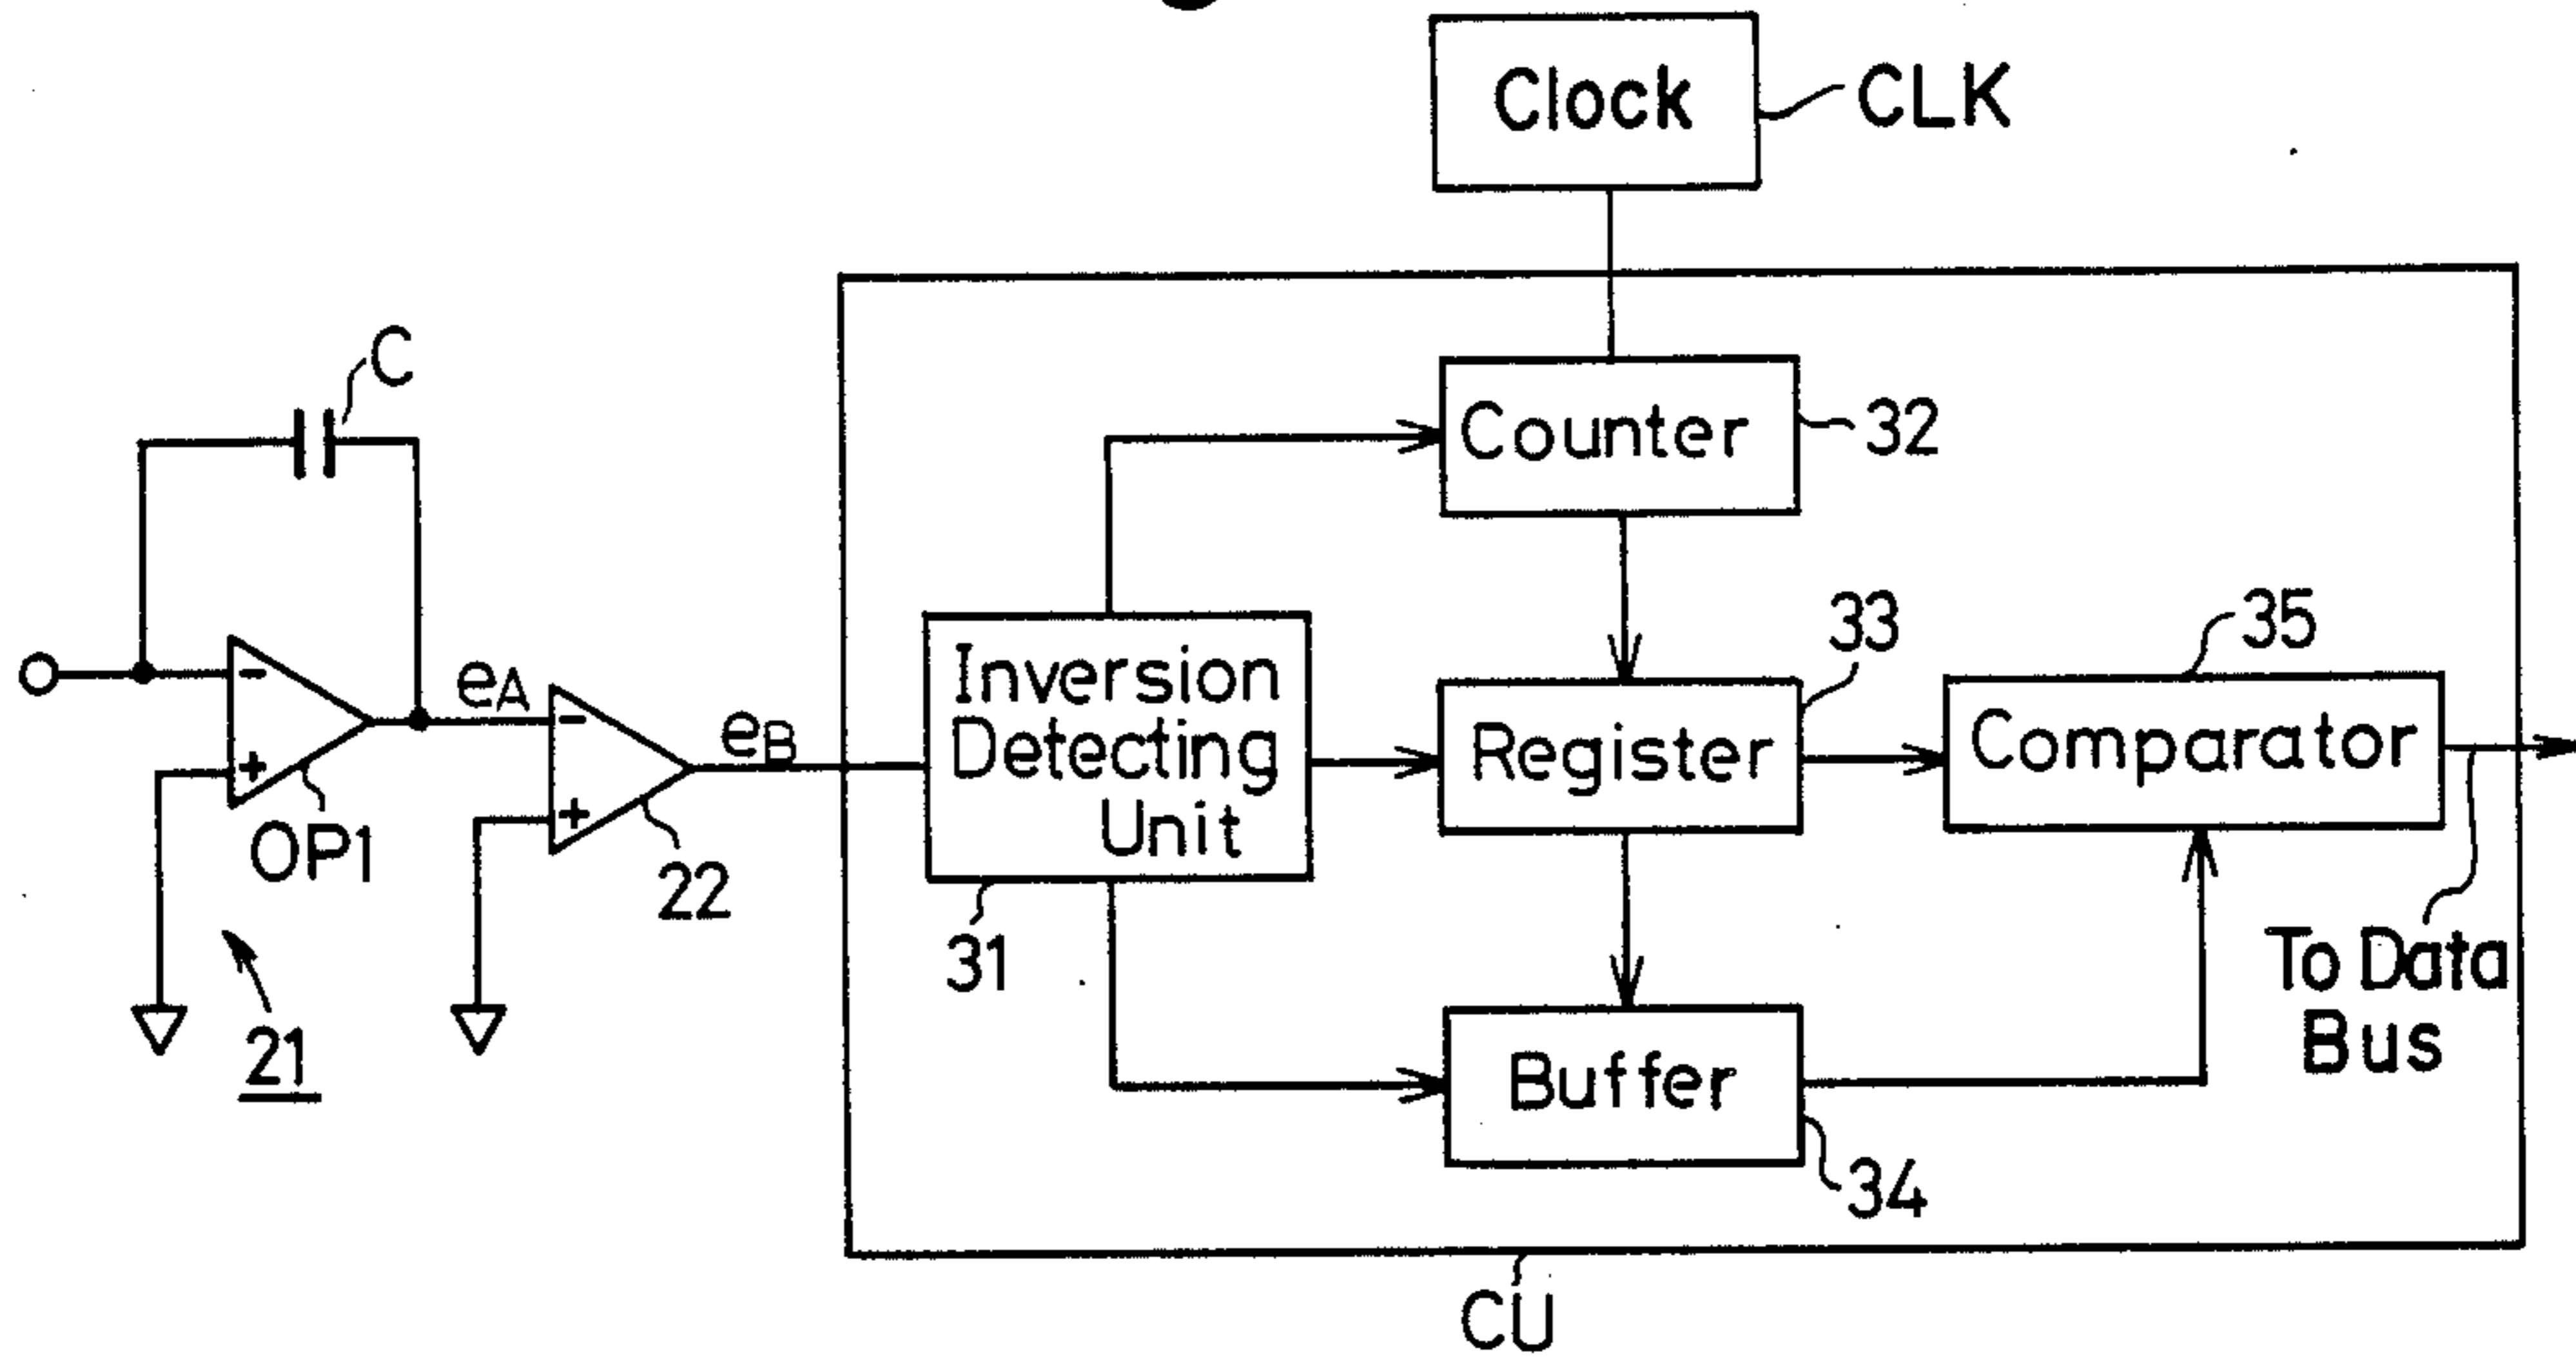 Clock
CLK
C
Counter
32
Inversion
Detecting
Unit
31
Register
33
Comparator
35
eA
eB
-
+
OP1
-
+
22
21
Buffer
34
To Data
Bus
CU